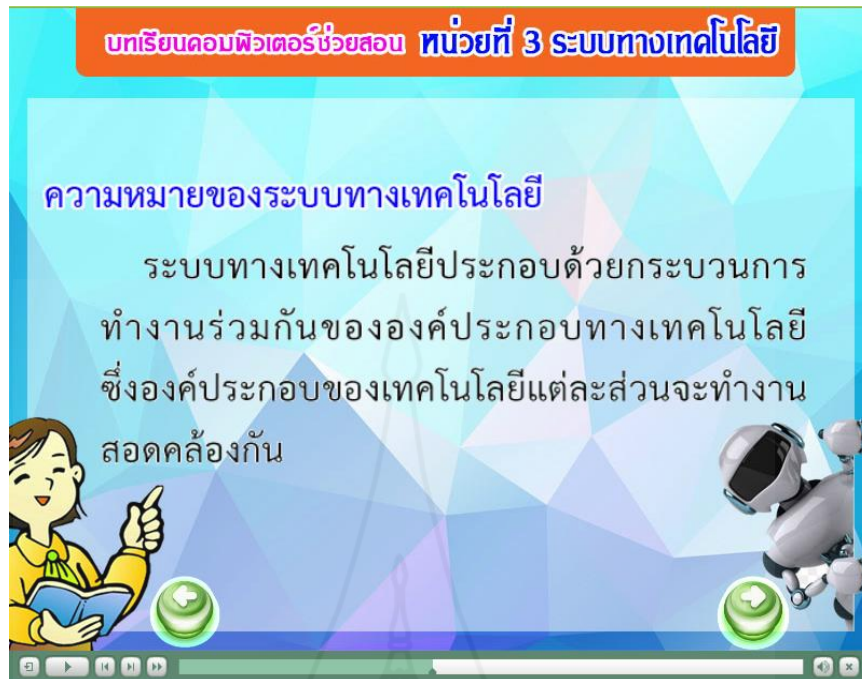 บทเรียนคอมพิวเตอร์ช่วยสอน หน่วยที่ 3 ระบบทางเทคโนโลยี
ความหมายของระบบทางเทคโนโลยี
ระบบทางเทคโนโลยีประกอบด้วยกระบวนการ
ทำงานร่วมกันขององค์ประกอบทางเทคโนโลยี
ซึ่งองค์ประกอบของเทคโนโลยีแต่ละส่วนจะทำงาน
สอดคล้องกัน